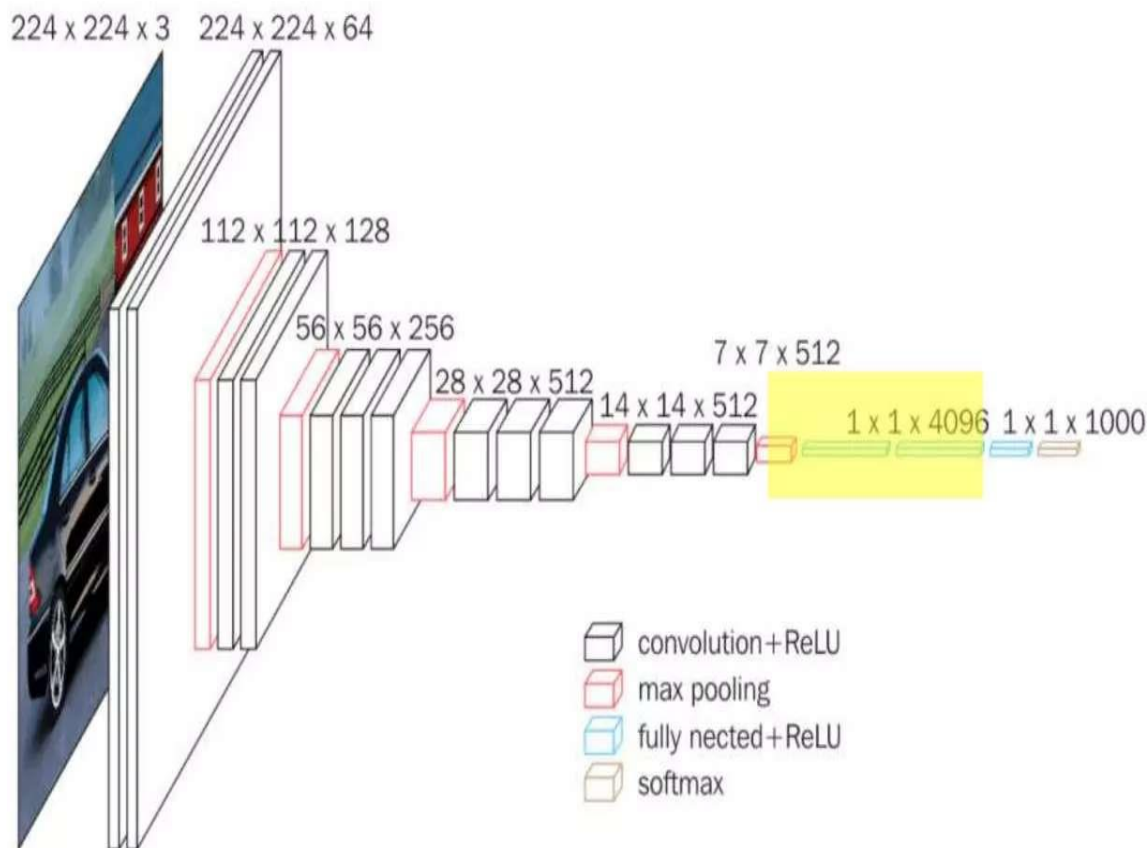 224 x 224 x 3
224 x 224 x 64
112 x 112 x 128
56 x 56 x 256
28 x 28 x 512
14 x 14 x 512
7 x 7 x 512
1 x 1 x 4096
1 x 1 x 1000
convolution+ReLU
max pooling
fully nected+ReLU
softmax